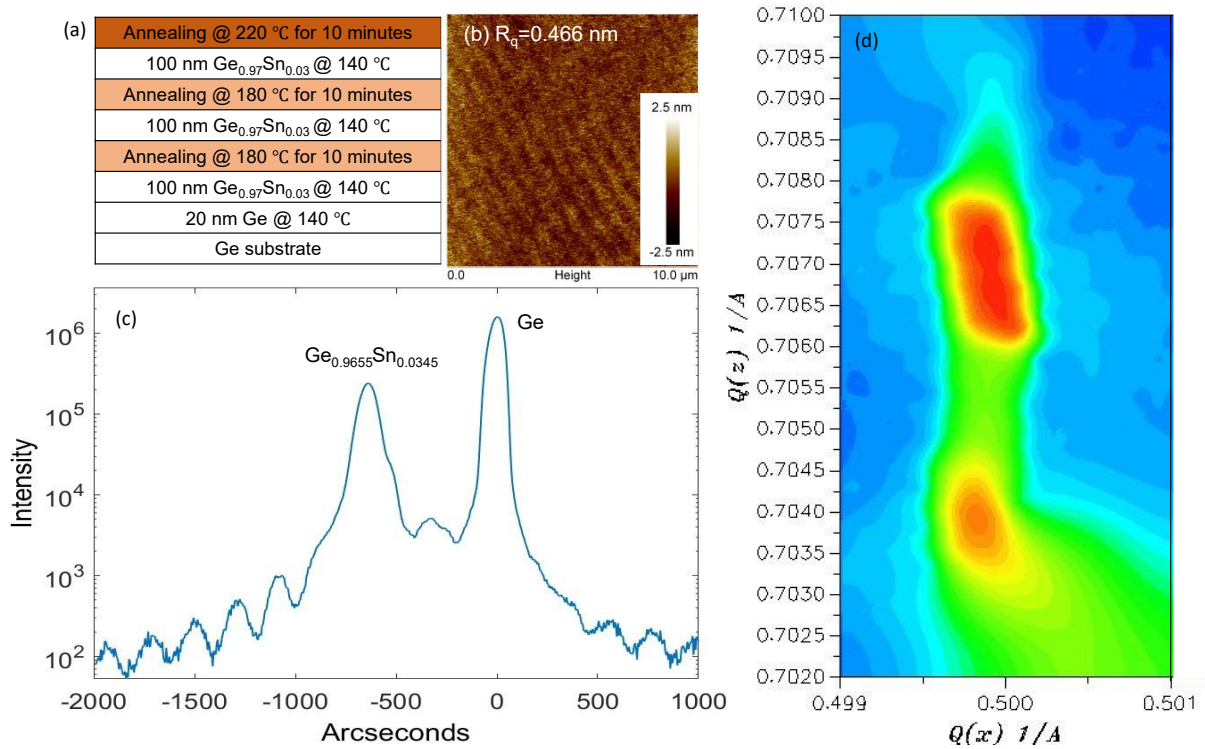 (a)
Annealing @ 220 ℃ for 10 minutes
100 nm Ge0.97Sn0.03 @ 140 ℃
Annealing @ 180 ℃ for 10 minutes
100 nm Ge0.97Sn0.03 @ 140 ℃
Annealing @ 180 ℃ for 10 minutes
100 nm Ge0.97Sn0.03 @ 140 ℃
20 nm Ge @ 140 ℃
Ge substrate
(b) Rq=0.466 nm
2.5 nm
-2.5 nm
0.0 Height 10.0 µm
(c)
Ge
Ge0.9655Sn0.0345
10^6
10^5
10^4
10^3
10^2
Intensity
-2000 -1500 -1000 -500 0 500 1000
Arcseconds
(d)
0.7100
0.7095
0.7090
0.7085
0.7080
0.7075
0.7070
0.7065
0.7060
0.7055
0.7050
0.7045
0.7040
0.7035
0.7030
0.7025
0.7020
Q(z) 1/A
0.499 0.500 0.501
Q(x) 1/A